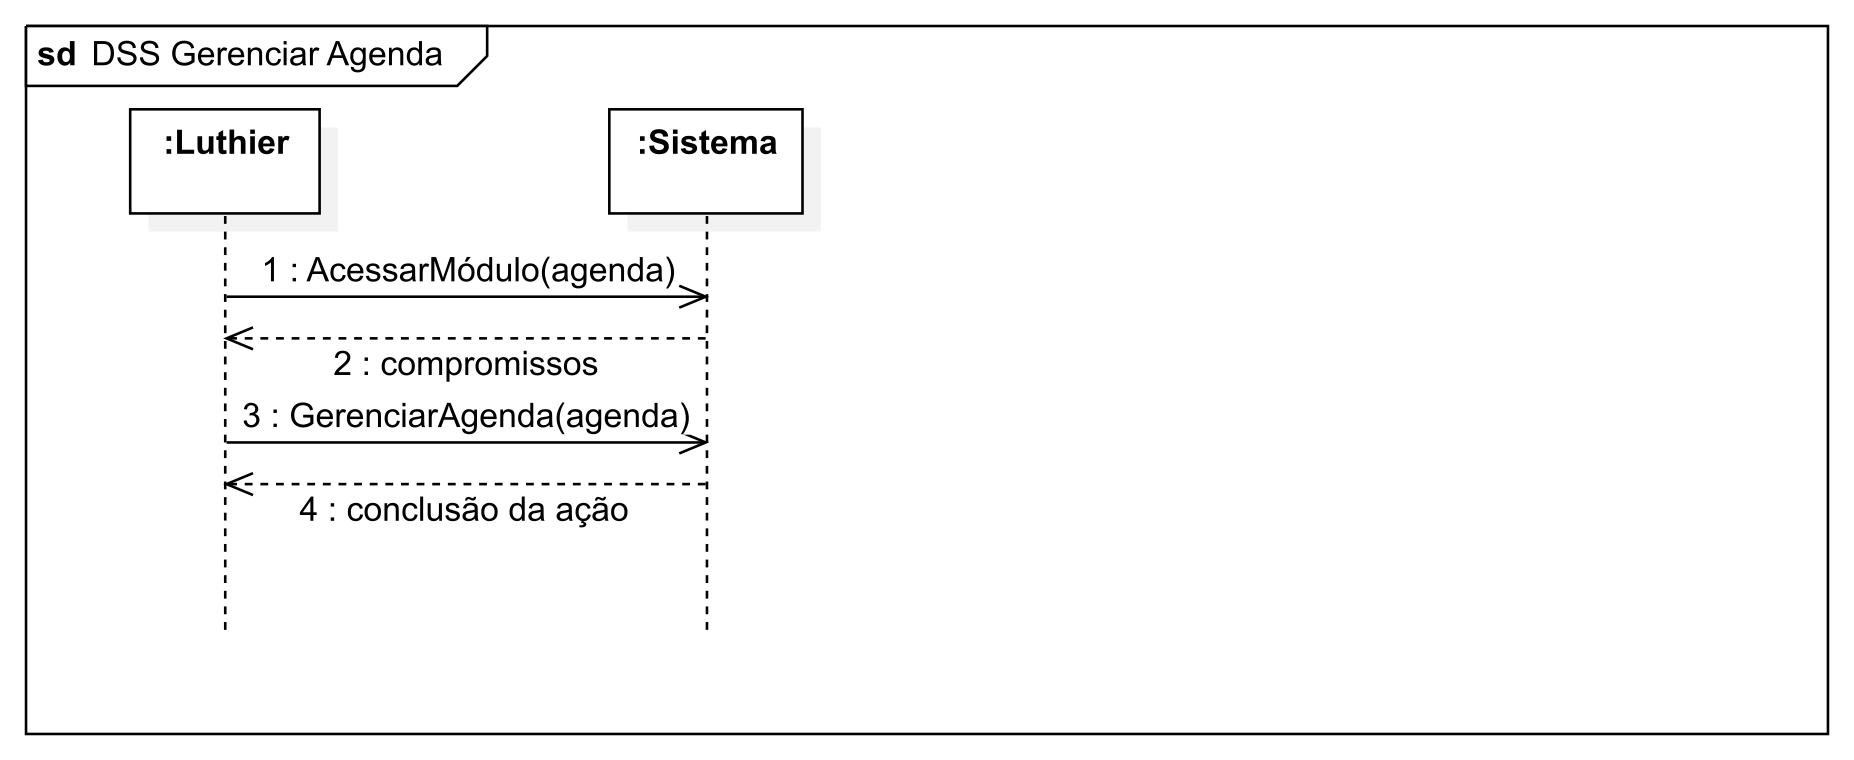 sd DSS Gerenciar Agenda
:Luthier
:Sistema
1 : AcessarMódulo(agenda)
2 : compromissos
3 : GerenciarAgenda(agenda)
4 : conclusão da ação